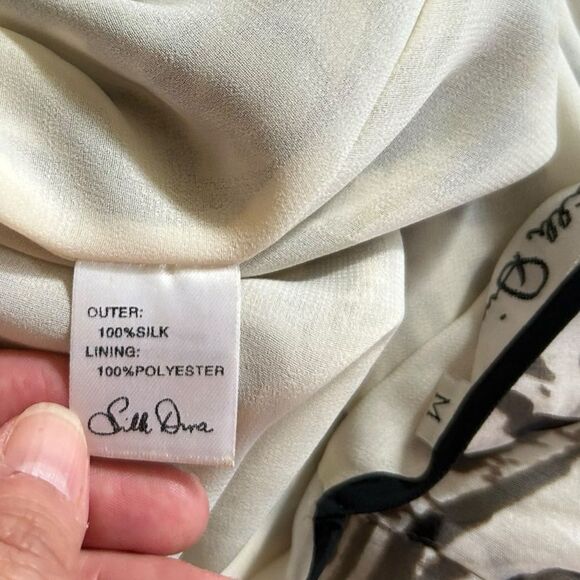 OUTER:
100%SILK
LINING:
100%POLYESTER
Silk Diva
M